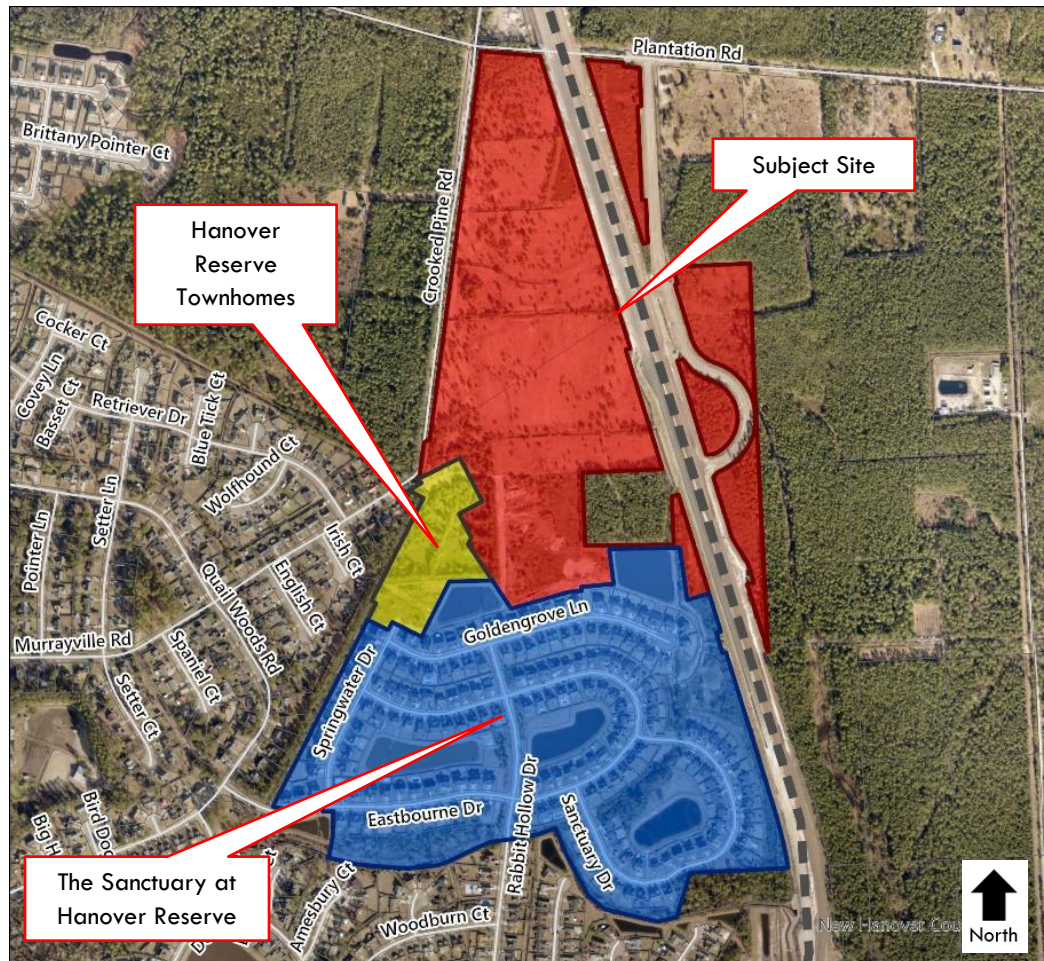 Plantation Rd
Brittany Pointer Ct
Subject Site
Crooked Pine Rd
Hanover
Reserve
Townhomes
Cocker Ct
Covey Ln
Basset Ct
Retriever Dr
Blue Tick Ct
Wolfhound Ct
Irish Ct
English Ct
Pointer Ln
Setter Ln
Quail Woods Rd
Murrayville Rd
Spaniel Ct
Setter Ct
Goldengrove Ln
Springwater Dr
Eastbourne Dr
Rabbit Hollow Dr
Sanctuary Dr
Bird Do
Big H
The Sanctuary at
Hanover Reserve
Amesbury Ct
Woodburn Ct
New Hanover Cou
North